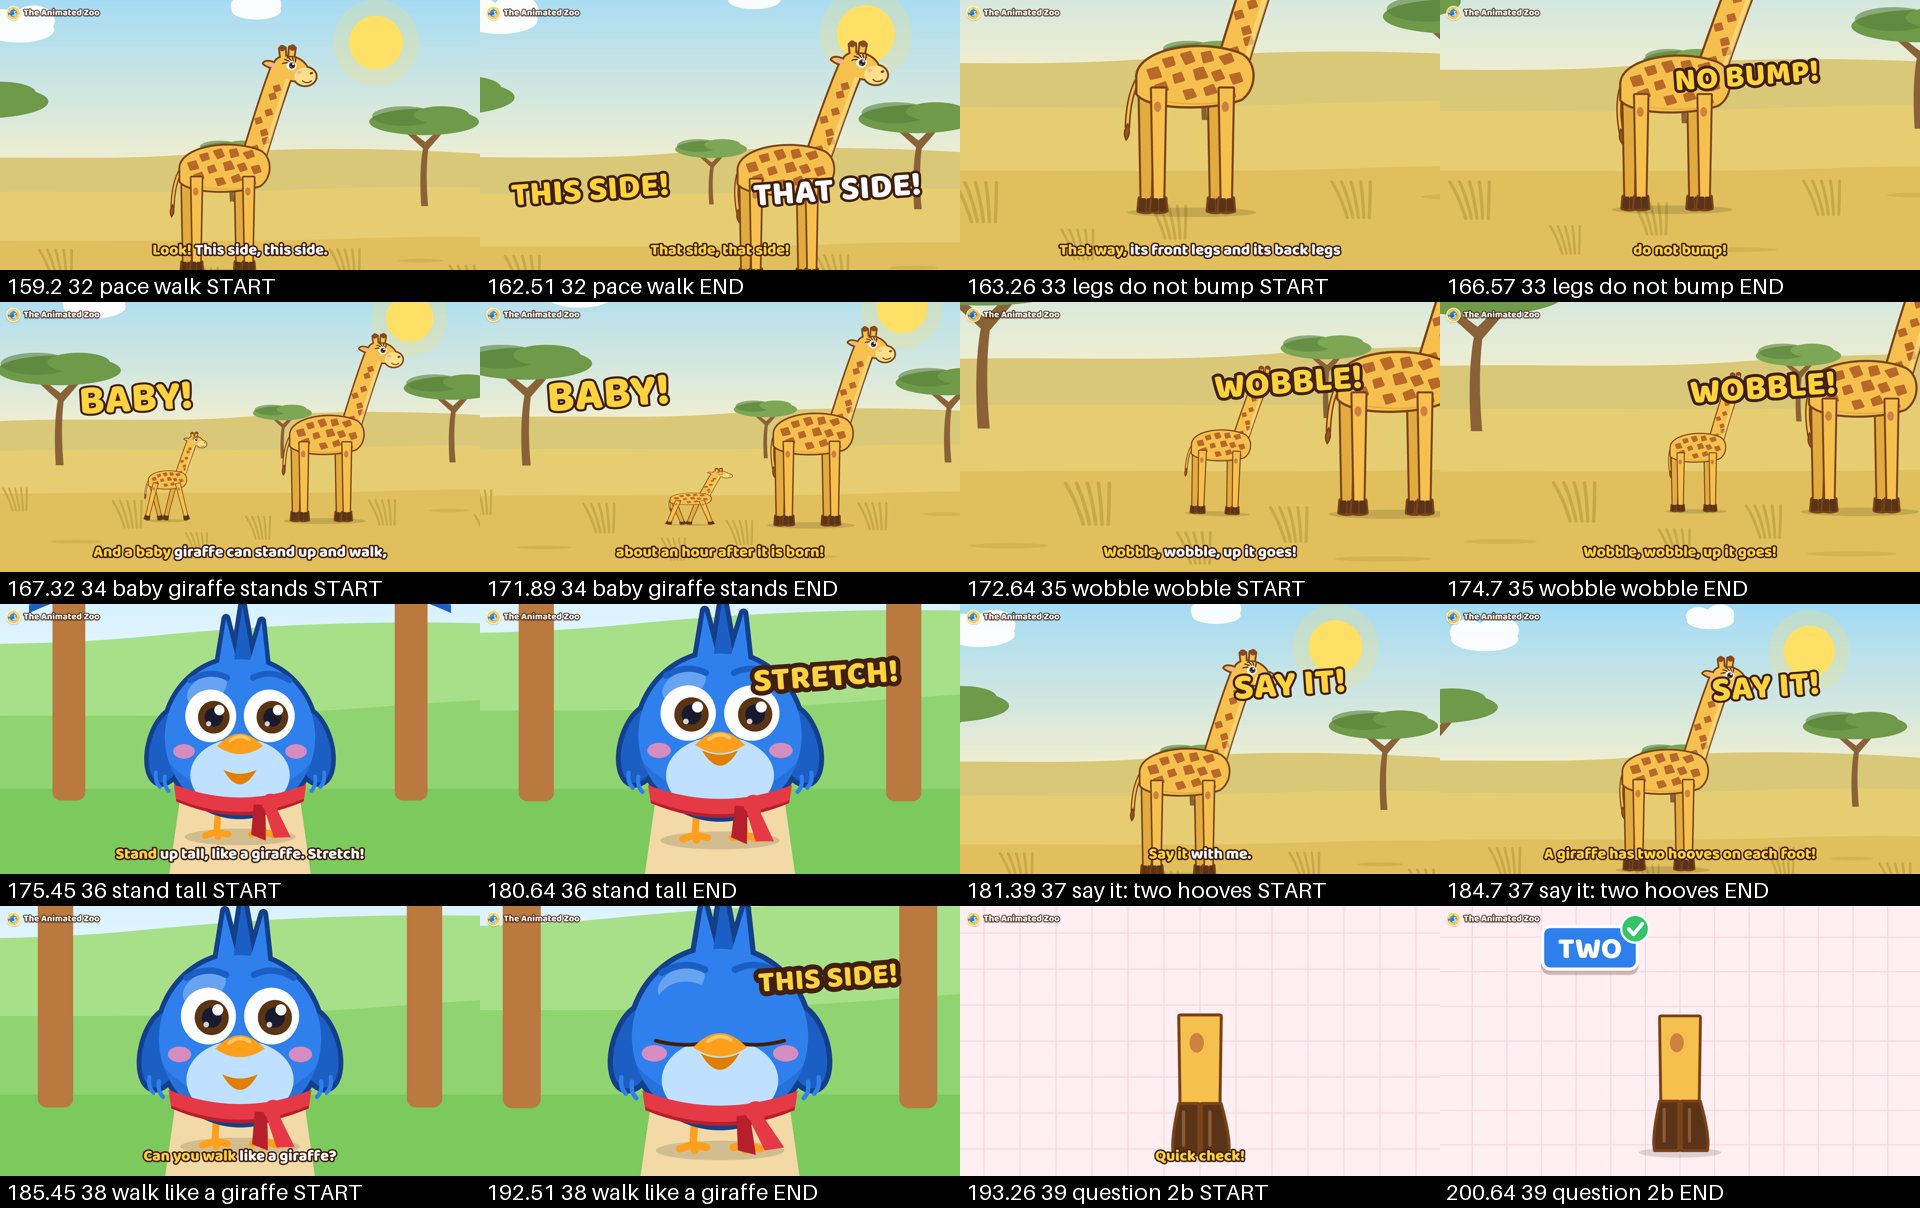 The Animated Zoo
Look! This side, this side.
159.2 32 pace walk START
The Animated Zoo
THIS SIDE!
THAT SIDE!
That side, that side!
162.51 32 pace walk END
The Animated Zoo
That way, its front legs and its back legs
163.26 33 legs do not bump START
The Animated Zoo
NO BUMP!
do not bump!
166.57 33 legs do not bump END
The Animated Zoo
BABY!
And a baby giraffe can stand up and walk,
167.32 34 baby giraffe stands START
The Animated Zoo
BABY!
about an hour after it is born!
171.89 34 baby giraffe stands END
The Animated Zoo
WOBBLE!
Wobble, wobble, up it goes!
172.64 35 wobble wobble START
The Animated Zoo
WOBBLE!
Wobble, wobble, up it goes!
174.7 35 wobble wobble END
The Animated Zoo
Stand up tall, like a giraffe. Stretch!
175.45 36 stand tall START
The Animated Zoo
STRETCH!
180.64 36 stand tall END
The Animated Zoo
SAY IT!
Say it with me.
181.39 37 say it: two hooves START
The Animated Zoo
SAY IT!
A giraffe has two hooves on each foot!
184.7 37 say it: two hooves END
The Animated Zoo
Can you walk like a giraffe?
185.45 38 walk like a giraffe START
The Animated Zoo
THIS SIDE!
192.51 38 walk like a giraffe END
The Animated Zoo
Quick check!
193.26 39 question 2b START
The Animated Zoo
TWO
200.64 39 question 2b END